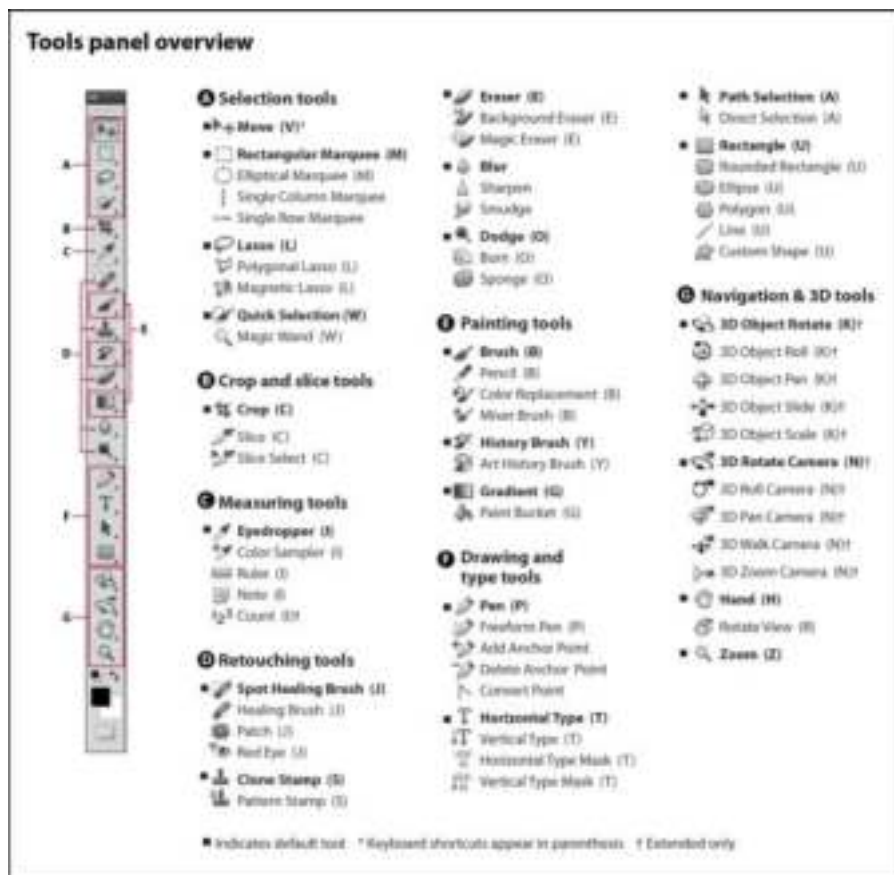 Tools panel overview
A
B
C
D
E
F
G
A Selection tools
■ Move (V)*
■ Rectangular Marquee (M)
Elliptical Marquee (M)
Single Column Marquee
Single Row Marquee
■ Lasso (L)
Polygonal Lasso (L)
Magnetic Lasso (L)
■ Quick Selection (W)
Magic Wand (W)
B Crop and slice tools
■ Crop (C)
Slice (C)
Slice Select (C)
C Measuring tools
■ Eyedropper (I)
Color Sampler (I)
Ruler (I)
Note (I)
Count (I)†
D Retouching tools
■ Spot Healing Brush (J)
Healing Brush (J)
Patch (J)
Red Eye (J)
■ Clone Stamp (S)
Pattern Stamp (S)
■ Eraser (E)
Background Eraser (E)
Magic Eraser (E)
■ Blur
Sharpen
Smudge
■ Dodge (O)
Burn (O)
Sponge (O)
E Painting tools
■ Brush (B)
Pencil (B)
Color Replacement (B)
Mixer Brush (B)
■ History Brush (Y)
Art History Brush (Y)
■ Gradient (G)
Paint Bucket (G)
F Drawing and
type tools
■ Pen (P)
Freeform Pen (P)
Add Anchor Point
Delete Anchor Point
Convert Point
■ Horizontal Type (T)
Vertical Type (T)
Horizontal Type Mask (T)
Vertical Type Mask (T)
■ Path Selection (A)
Direct Selection (A)
■ Rectangle (U)
Rounded Rectangle (U)
Ellipse (U)
Polygon (U)
Line (U)
Custom Shape (U)
G Navigation & 3D tools
■ 3D Object Rotate (K)†
3D Object Roll (K)†
3D Object Pan (K)†
3D Object Slide (K)†
3D Object Scale (K)†
■ 3D Rotate Camera (N)†
3D Roll Camera (N)†
3D Pan Camera (N)†
3D Walk Camera (N)†
3D Zoom Camera (N)†
■ Hand (H)
Rotate View (R)
■ Zoom (Z)
■ Indicates default tool * Keyboard shortcuts appear in parenthesis † Extended only